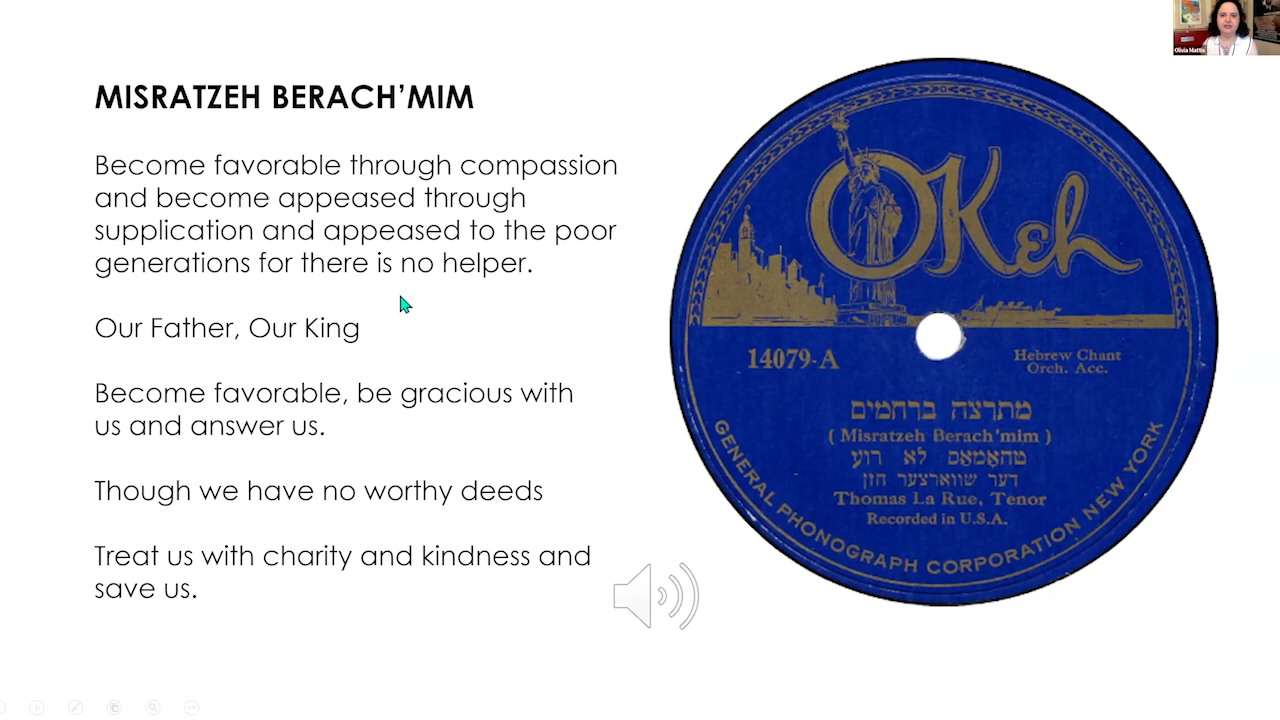 Olivia Mattis
MISRATZEH BERACH’MIM
Become favorable through compassion
and become appeased through
supplication and appeased to the poor
generations for there is no helper.
Our Father, Our King
Become favorable, be gracious with
us and answer us.
Though we have no worthy deeds
Treat us with charity and kindness and
save us.
OKeh
14079-A
Hebrew Chant
Orch. Acc.
מתרצה ברחמים
( Misratzeh Berach’mim )
טהאָמאַס לאַ רוע
דער שווארצער חזן
Thomas La Rue, Tenor
Recorded in U.S.A.
GENERAL PHONOGRAPH CORPORATION NEW YORK